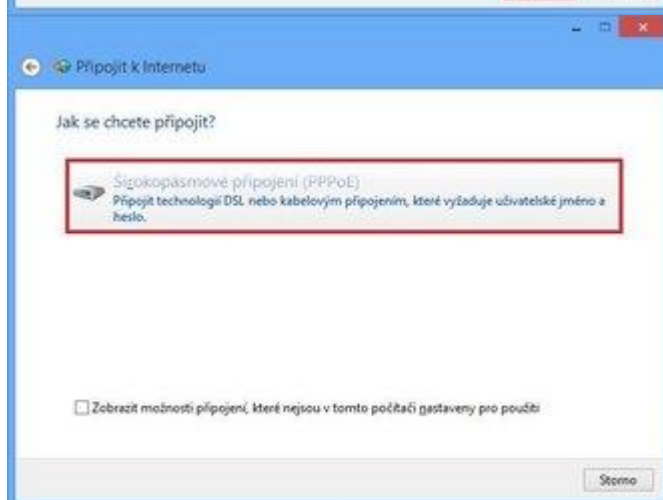 Připojit k Internetu
Jak se chcete připojit?
Širokopásmové připojení (PPPoE)
Připojit technologií DSL nebo kabelovým připojením, které vyžaduje uživatelské jméno a
heslo.
Zobrazit možnosti připojení, které nejsou v tomto počítači nastaveny pro použití
Storno